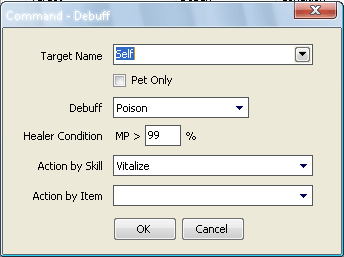 Command - Debuff
Target Name Self
Pet Only
Debuff Poison
Healer Condition MP > 99 %
Action by Skill Vitalize
Action by Item
OK Cancel